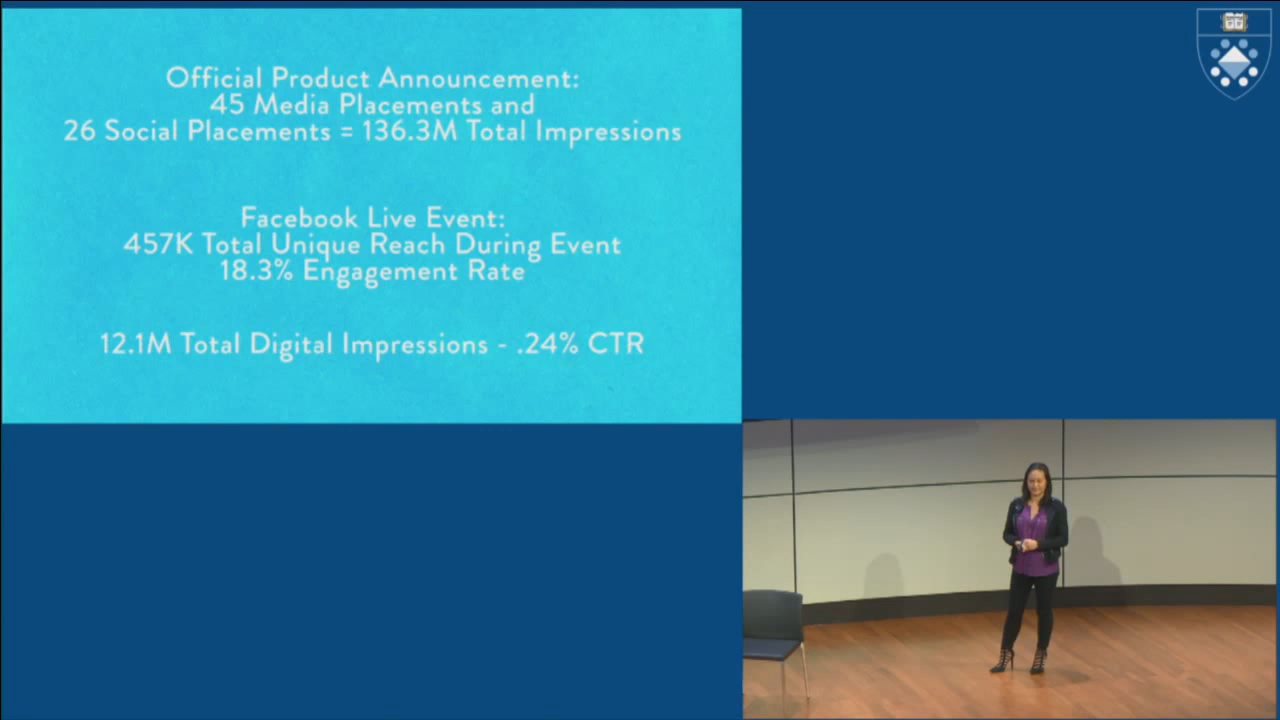 Official Product Announcement:
45 Media Placements and
26 Social Placements = 136.3M Total Impressions
Facebook Live Event:
457K Total Unique Reach During Event
18.3% Engagement Rate
12.1M Total Digital Impressions - .24% CTR